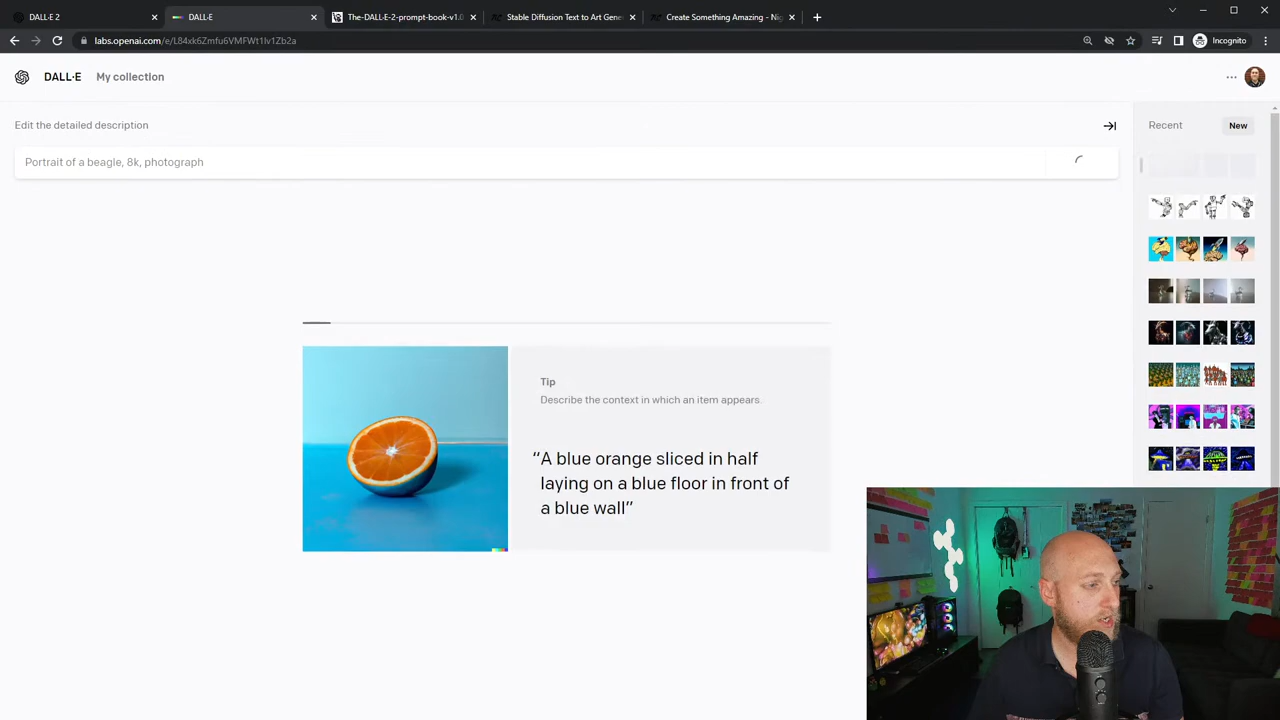 DALL·E 2
DALL·E
The-DALL-E-2-prompt-book-v1.0
Stable Diffusion Text to Art Gene
Create Something Amazing - Nig
labs.openai.com/e/L84xk6Zmfu6VMFWt1Iv1Zb2a
Incognito
DALL·E
My collection
Edit the detailed description
Recent
New
Portrait of a beagle, 8k, photograph
Tip
Describe the context in which an item appears.
“A blue orange sliced in half
laying on a blue floor in front of
a blue wall”